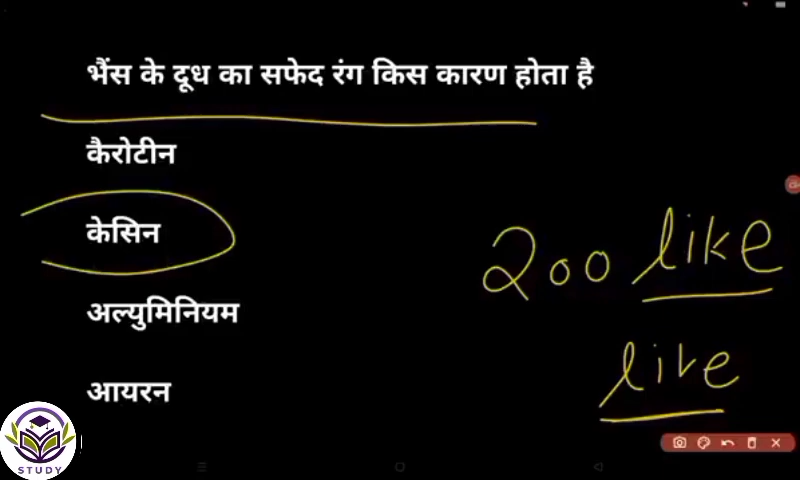 भैंस के दूध का सफेद रंग किस कारण होता है
कैरोटीन
केसिन
200 like
अल्युमिनियम
live
आयरन
STUDY